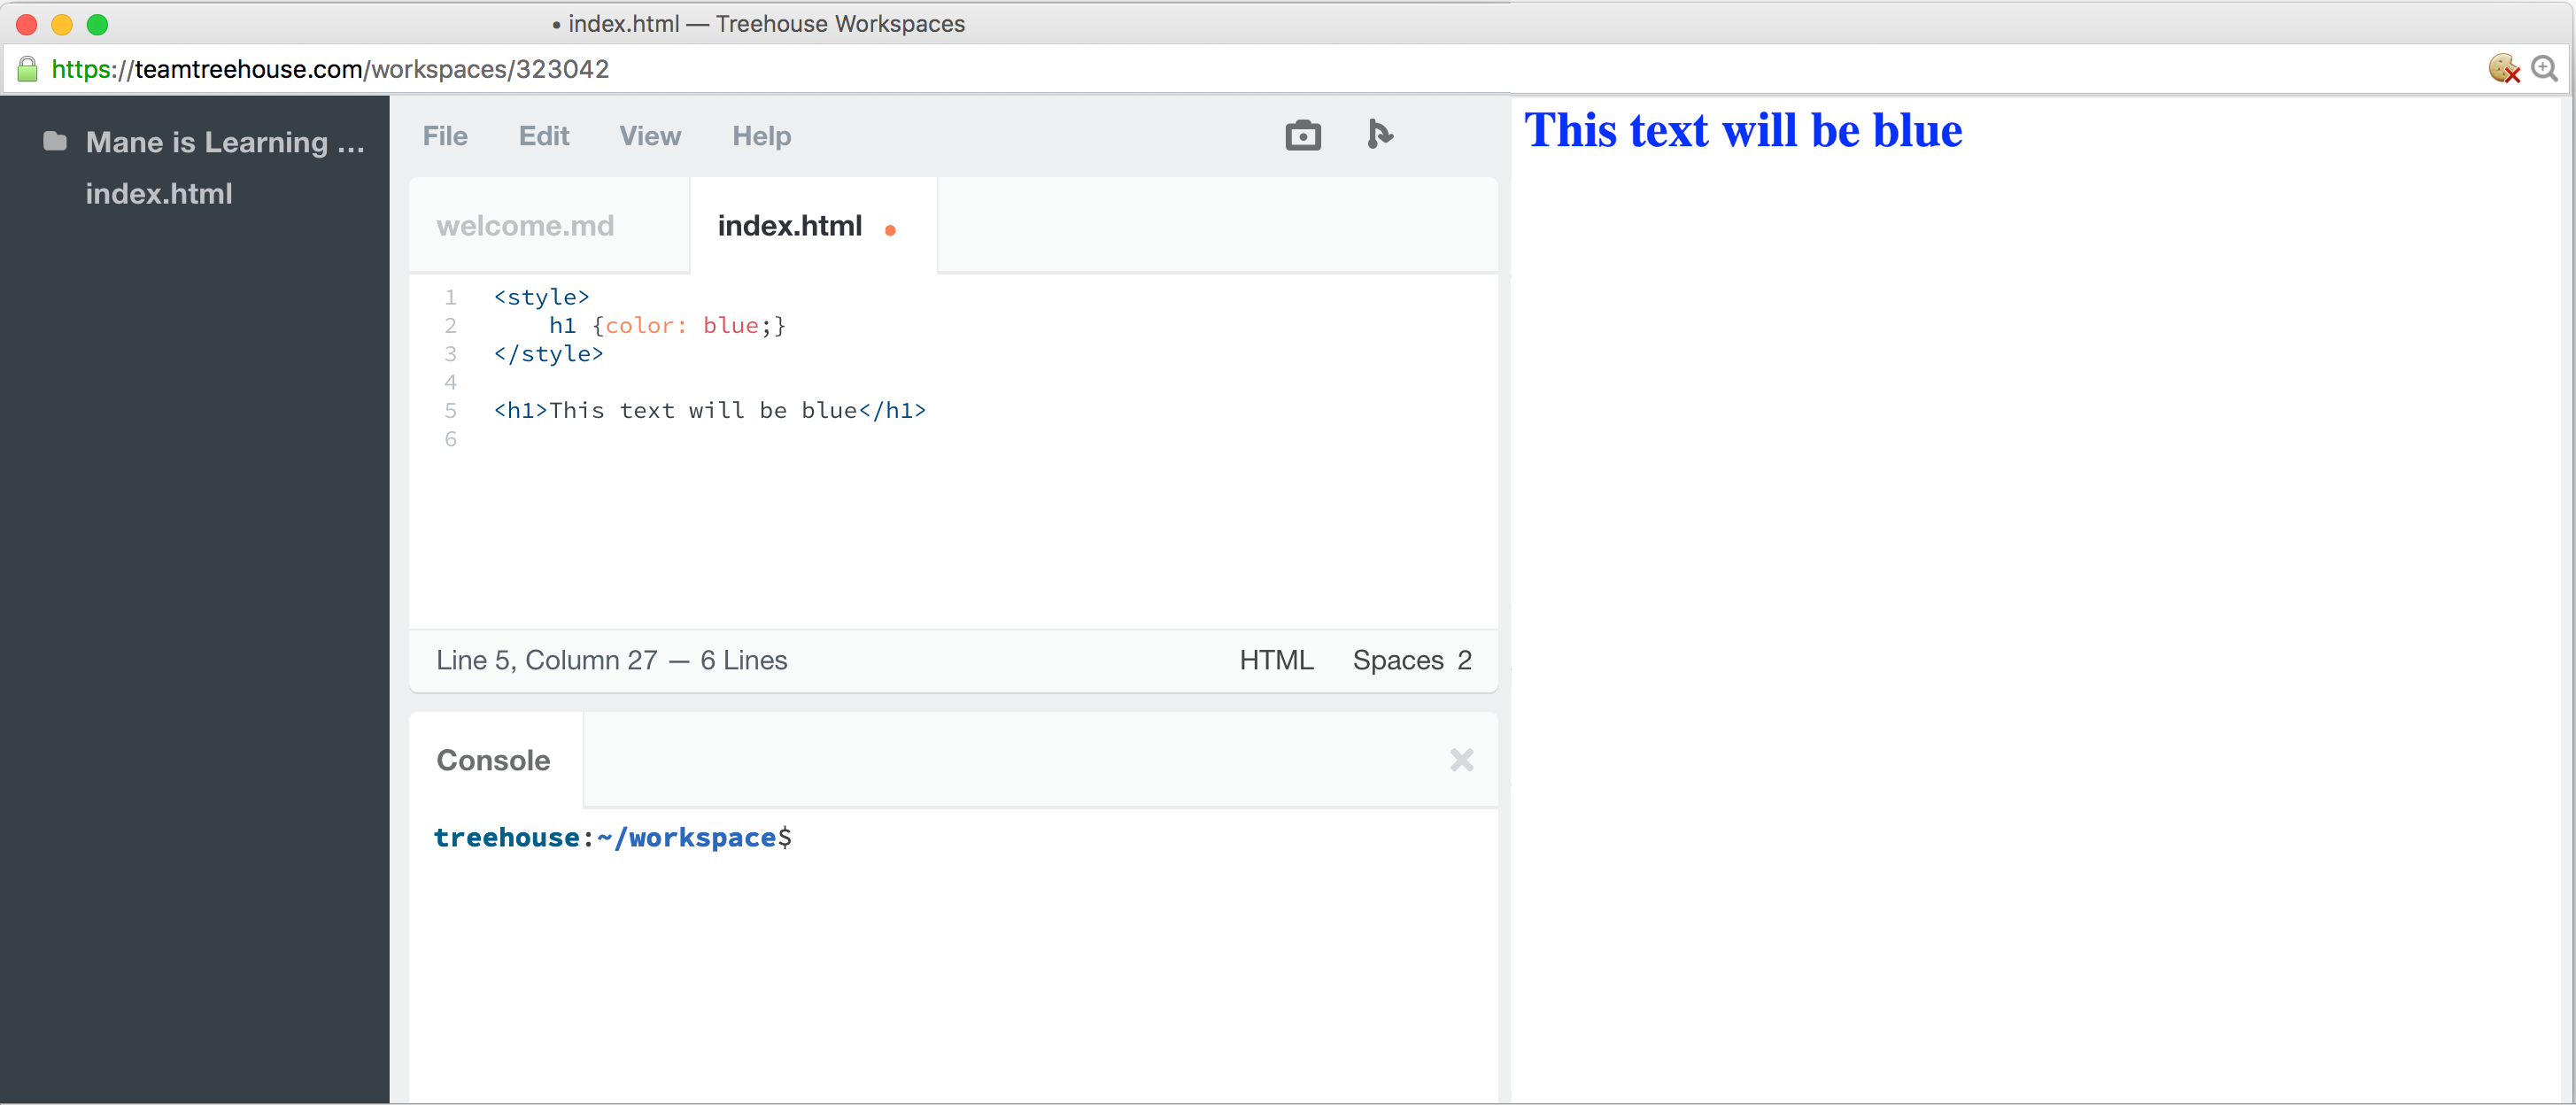 • index.html — Treehouse Workspaces
https://teamtreehouse.com/workspaces/323042
Mane is Learning ...
index.html
File Edit View Help
welcome.md index.html
1 <style>
2 h1 {color: blue;}
3 </style>
4
5 <h1>This text will be blue</h1>
6
Line 5, Column 27 — 6 Lines HTML Spaces 2
Console
treehouse:~/workspace$
This text will be blue